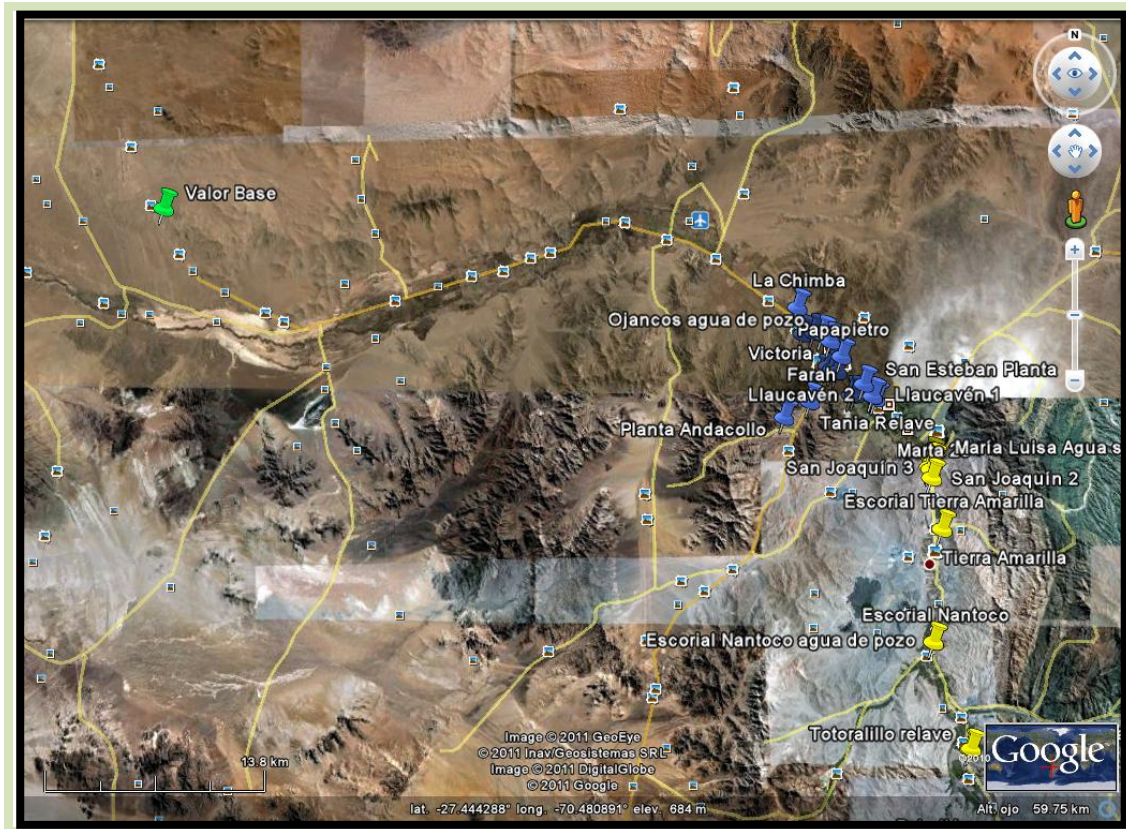 N
Valor Base
La Chimba
Ojancos agua de pozo
Papapietro
Victoria
Farah
San Esteban Planta
Llaucavén 2
Llaucavén 1
Planta Andacollo
Tania Relave
Marta 2
María Luisa Agua s
San Joaquín 3
San Joaquín 2
Escorial Tierra Amarilla
Tierra Amarilla
Escorial Nantoco
Escorial Nantoco agua de pozo
Totoralillo relave
Image © 2011 GeoEye
© 2011 Inav/Geosistemas SRL
Image © 2011 DigitalGlobe
© 2011 Google
©2010
Google
13.8 km
lat. -27.444288° long. -70.480891° elev. 684 m
Alt. ojo 59.75 km